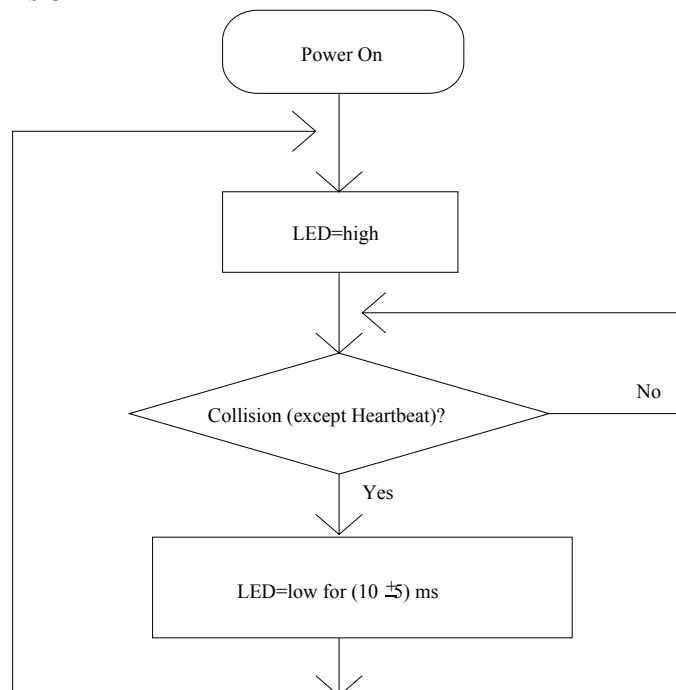 Power On
LED=high
Collision (except Heartbeat)?
No
Yes
LED=low for (10 ±5) ms